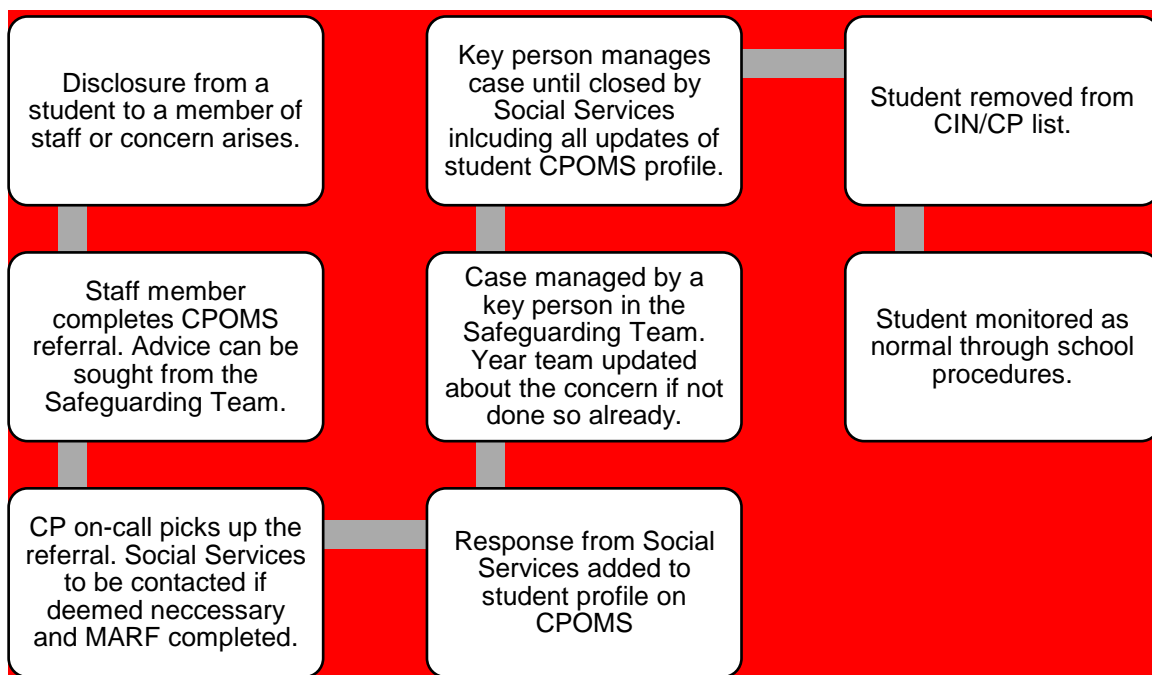 Disclosure from a
student to a member of
staff or concern arises.
Staff member
completes CPOMS
referral. Advice can be
sought from the
Safeguarding Team.
CP on-call picks up the
referral. Social Services
to be contacted if
deemed neccessary
and MARF completed.
Response from Social
Services added to
student profile on
CPOMS
Case managed by a
key person in the
Safeguarding Team.
Year team updated
about the concern if not
done so already.
Key person manages
case until closed by
Social Services
inlcuding all updates of
student CPOMS profile.
Student removed from
CIN/CP list.
Student monitored as
normal through school
procedures.